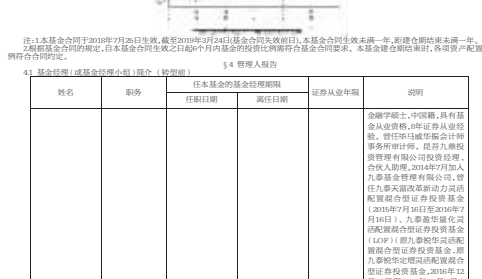 注:1.本基金合同于2018年7月25日生效,截至2019年3月24日(基金合同失效前日),本基金合同生效未满一年,距建仓期结束未满一年。
2.根据基金合同的规定,自本基金合同生效之日起6个月内基金的投资比例需符合基金合同要求。本基金建仓期结束时,各项资产配置
例符合合同约定。
§4 管理人报告
4.1 基金经理(或基金经理小组)简介 (转型前)
姓名 职务 任本基金的基金经理期限 证券从业年限 说明
任职日期 离任日期
金融学硕士,中国籍,具有基
金从业资格,8年证券从业经
验。曾任毕马威华振会计师
事务所审计师、昆吾九鼎投
资管理有限公司投资经理、
合伙人助理,2014年7月加入
九泰基金管理有限公司,曾
任九泰天富改革新动力灵活
配置混合型证券投资基金
(2015年7月16日至2016年7
月16日)、九泰盈华量化灵
活配置混合型证券投资基金
(LOF)(原九泰锐华灵活配
置混合型证券投资基金、原
九泰锐华定增灵活配置混合
型证券投资基金,2016年12